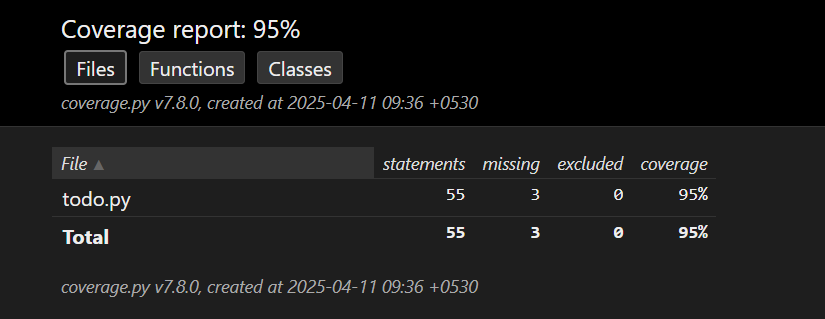 Coverage report: 95%
Files Functions Classes
coverage.py v7.8.0, created at 2025-04-11 09:36 +0530
File ▲ statements missing excluded coverage
todo.py 55 3 0 95%
Total 55 3 0 95%
coverage.py v7.8.0, created at 2025-04-11 09:36 +0530